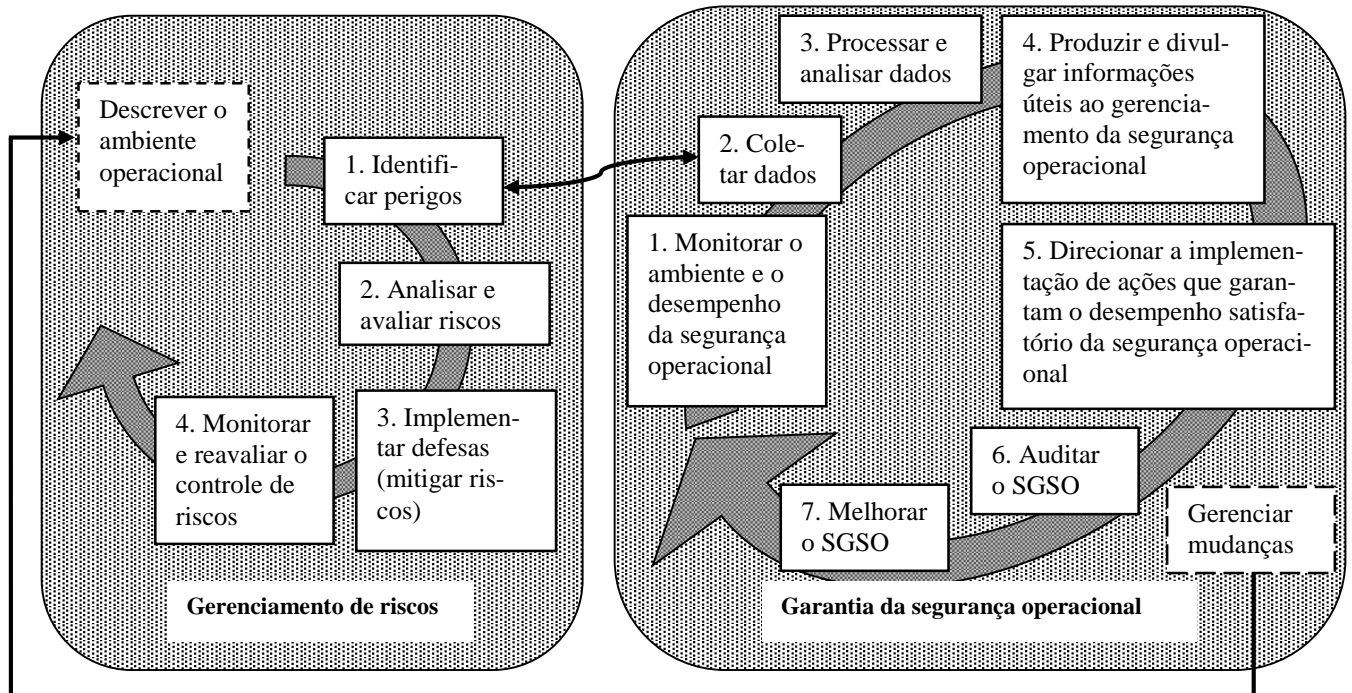 Descrever o
ambiente
operacional
1. Identifi-
car perigos
2. Analisar e
avaliar riscos
3. Implemen-
tar defesas
(mitigar ris-
cos)
4. Monitorar
e reavaliar o
controle de
riscos
Gerenciamento de riscos
1. Monitorar o
ambiente e o
desempenho
da segurança
operacional
2. Cole-
tar dados
3. Processar e
analisar dados
4. Produzir e divul-
gar informações
úteis ao gerencia-
mento da segurança
operacional
5. Direcionar a implemen-
tação de ações que garan-
tam o desempenho satisfa-
tório da segurança operaci-
onal
6. Auditar
o SGSO
7. Melhorar
o SGSO
Gerenciar
mudanças
Garantia da segurança operacional